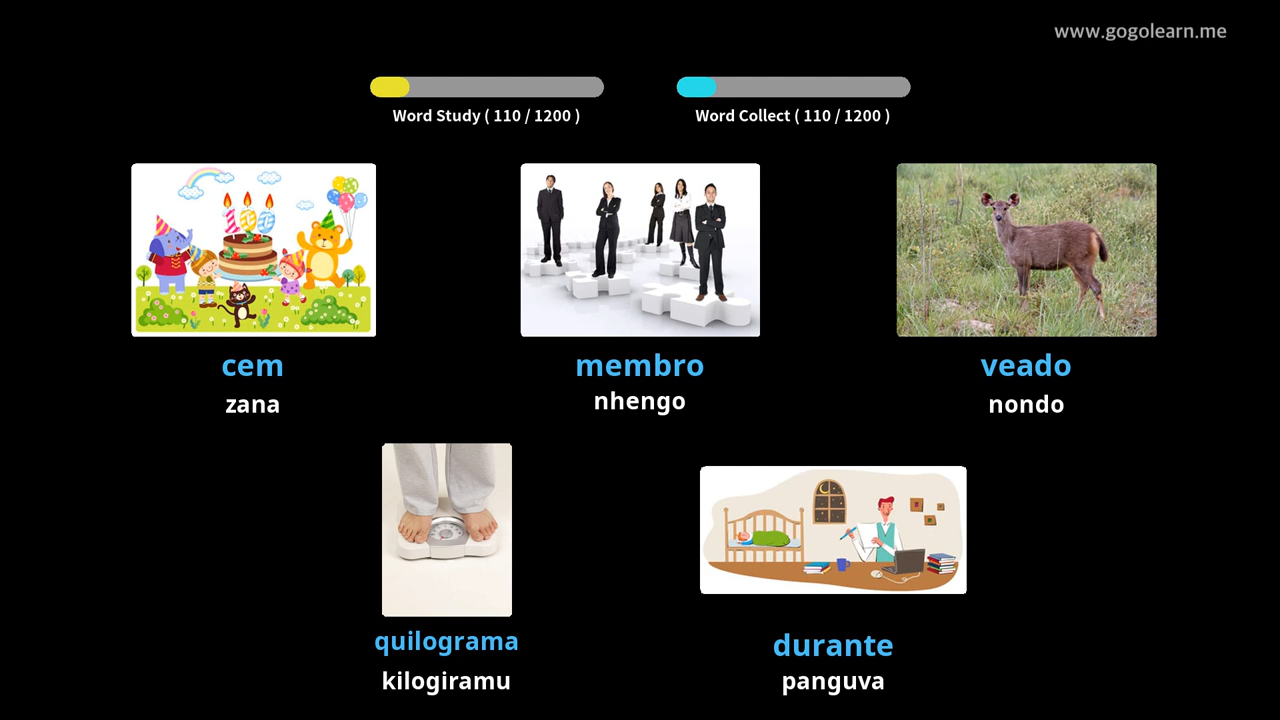 www.gogolearn.me
Word Study ( 110 / 1200 )
Word Collect ( 110 / 1200 )
100
cem
zana
membro
nhengo
veado
nondo
quilograma
kilogiramu
durante
panguva